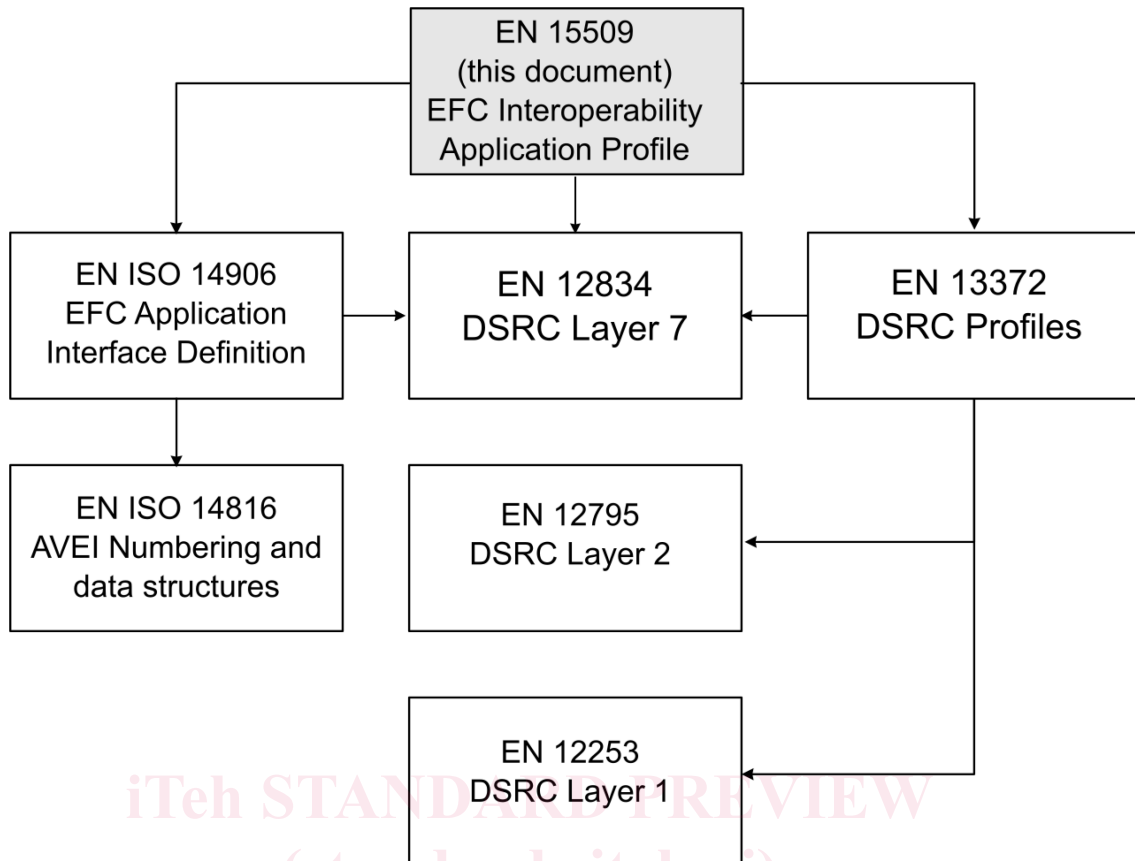 EN 15509
(this document)
EFC Interoperability
Application Profile
EN ISO 14906
EFC Application
Interface Definition
EN 12834
DSRC Layer 7
EN 13372
DSRC Profiles
EN ISO 14816
AVEI Numbering and
data structures
EN 12795
DSRC Layer 2
EN 12253
DSRC Layer 1
iTeh STANDARD PREVIEW